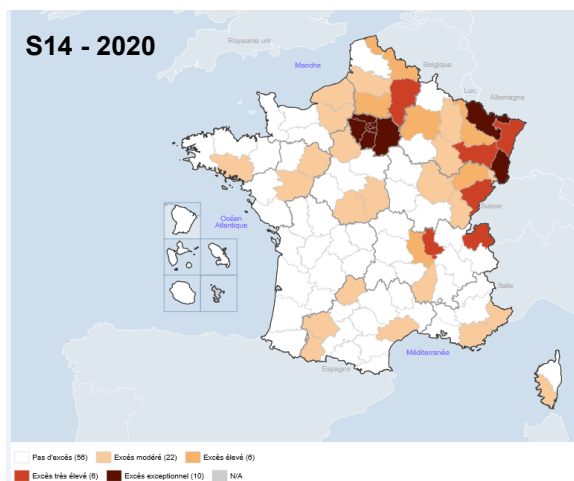 S14 - 2020
Royaume uni
Manche
Belgique
Lux.
Allemagne
Suisse
Océan
Atlantique
Italie
Méditerranée
Espagne
Pas d'excès (56) Excès modéré (22) Excès élevé (6)
Excès très élevé (6) Excès exceptionnel (10) N/A